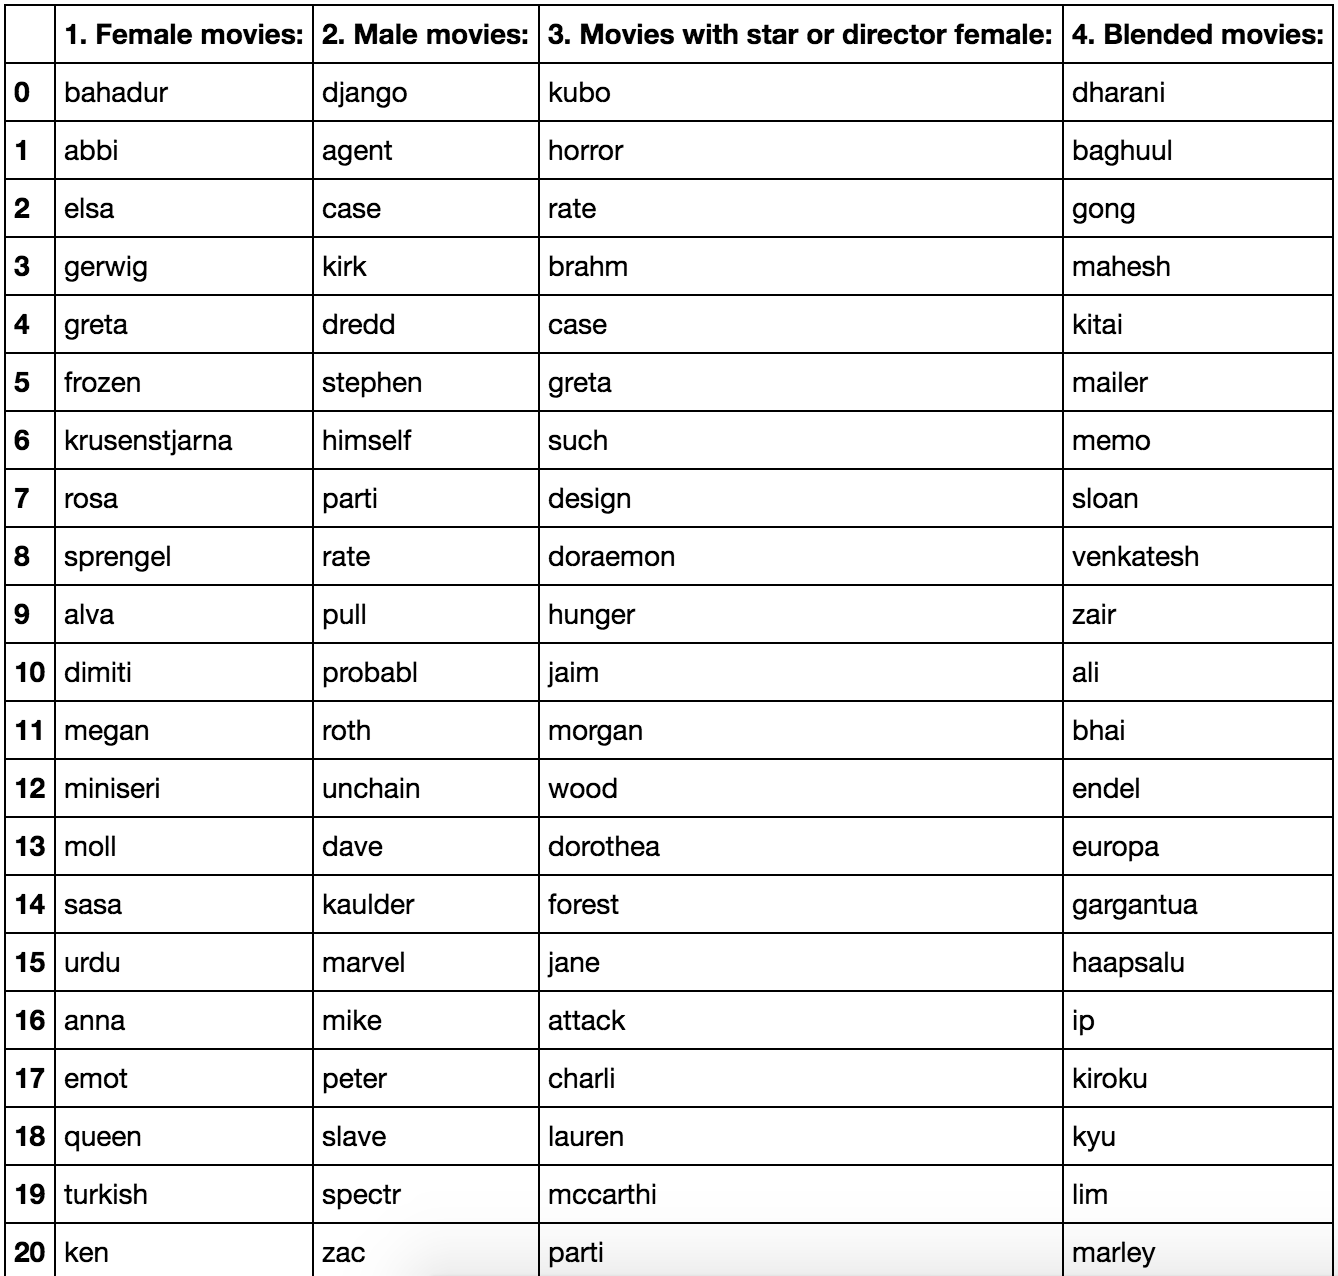 1. Female movies: 2. Male movies: 3. Movies with star or director female: 4. Blended movies:
0 bahadur django kubo dharani
1 abbi agent horror baghuul
2 elsa case rate gong
3 gerwig kirk brahm mahesh
4 greta dredd case kitai
5 frozen stephen greta mailer
6 krusenstjarna himself such memo
7 rosa parti design sloan
8 sprengel rate doraemon venkatesh
9 alva pull hunger zair
10 dimiti probabl jaim ali
11 megan roth morgan bhai
12 miniseri unchain wood endel
13 moll dave dorothea europa
14 sasa kaulder forest gargantua
15 urdu marvel jane haapsalu
16 anna mike attack ip
17 emot peter charli kiroku
18 queen slave lauren kyu
19 turkish spectr mccarthi lim
20 ken zac parti marley